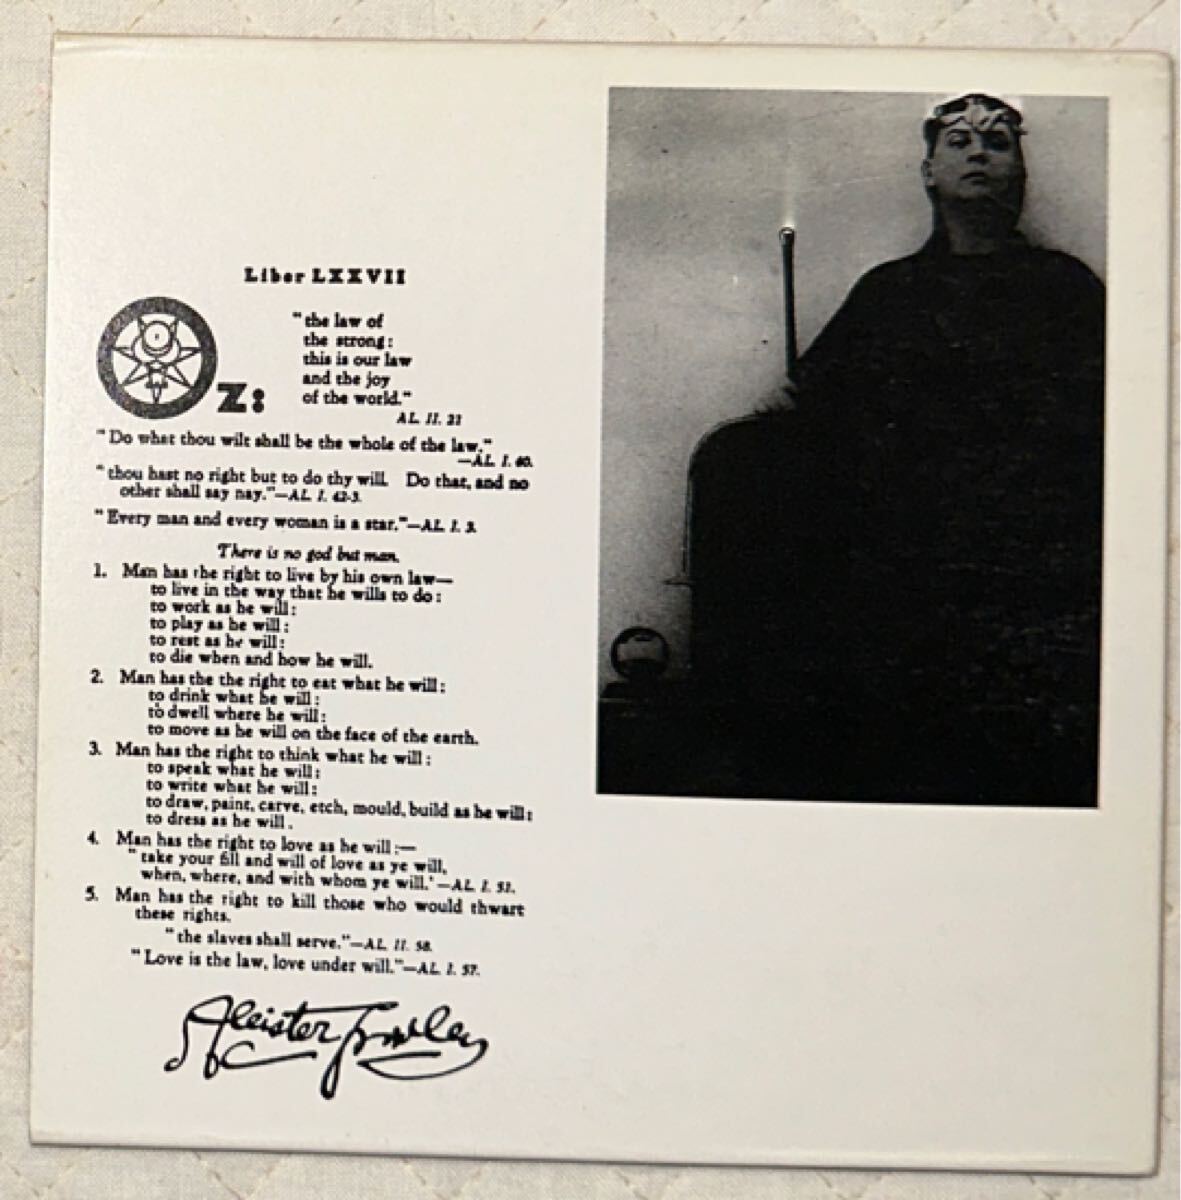 Liber LXXVII
Oz:
"the law of
the strong:
this is our law
and the joy
of the world."
AL. II. 21
"Do what thou wilt shall be the whole of the law."
—AL. I. 40.
"thou hast no right but to do thy will. Do that, and no
other shall say nay."—AL. I. 42-3.
"Every man and every woman is a star."—AL. I. 3.
There is no god but man.
1. Man has the right to live by his own law—
to live in the way that he wills to do:
to work as he will:
to play as he will:
to rest as he will:
to die when and how he will.
2. Man has the the right to eat what he will:
to drink what he will:
to dwell where he will:
to move as he will on the face of the earth.
3. Man has the right to think what he will:
to speak what he will:
to write what he will:
to draw, paint, carve, etch, mould, build as he will:
to dress as he will.
4. Man has the right to love as he will:—
"take your fill and will of love as ye will,
when, where, and with whom ye will.'—AL. I. 51.
5. Man has the right to kill those who would thwart
these rights.
"the slaves shall serve."—AL. II. 58.
"Love is the law, love under will."—AL. I. 57.
Aleister Crowley